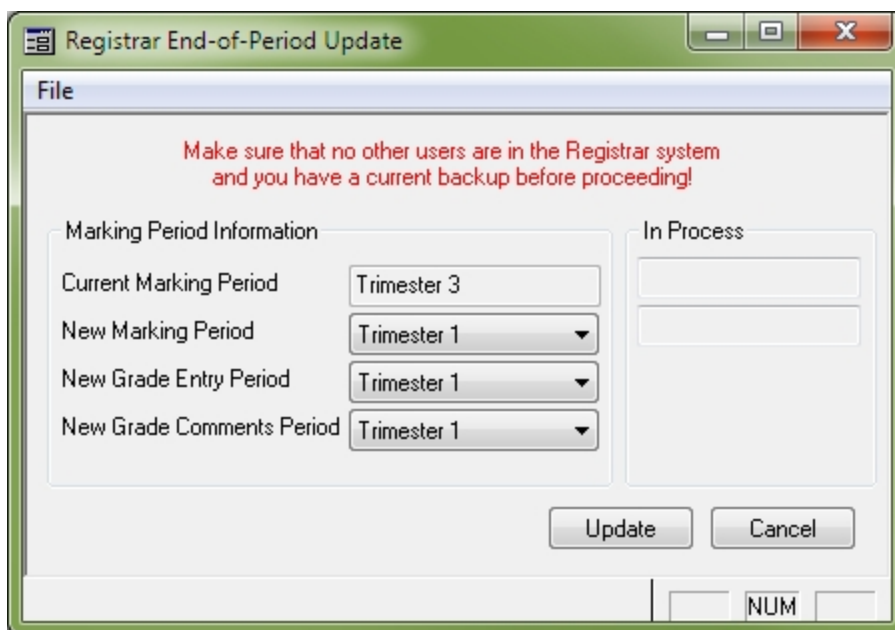 Registrar End-of-Period Update
File
Make sure that no other users are in the Registrar system
and you have a current backup before proceeding!
Marking Period Information
In Process
Current Marking Period
Trimester 3
New Marking Period
Trimester 1
New Grade Entry Period
Trimester 1
New Grade Comments Period
Trimester 1
Update
Cancel
NUM